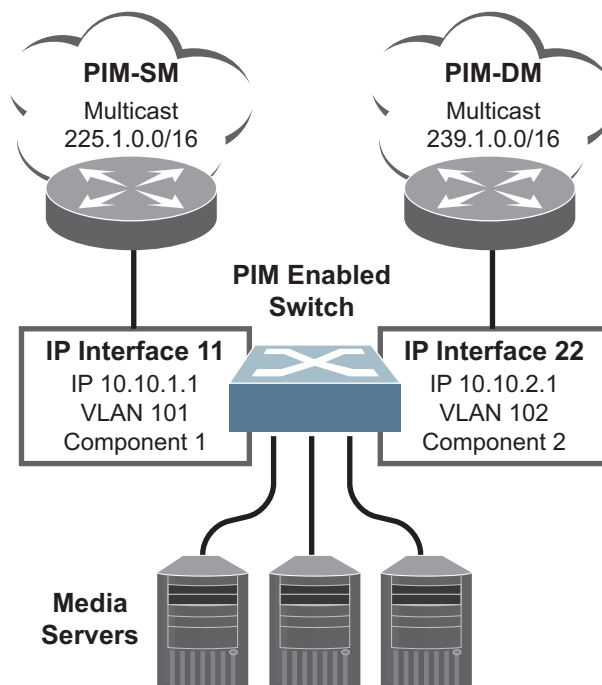 PIM-SM
Multicast
225.1.0.0/16
PIM-DM
Multicast
239.1.0.0/16
PIM Enabled
Switch
IP Interface 11
IP 10.10.1.1
VLAN 101
Component 1
IP Interface 22
IP 10.10.2.1
VLAN 102
Component 2
Media
Servers